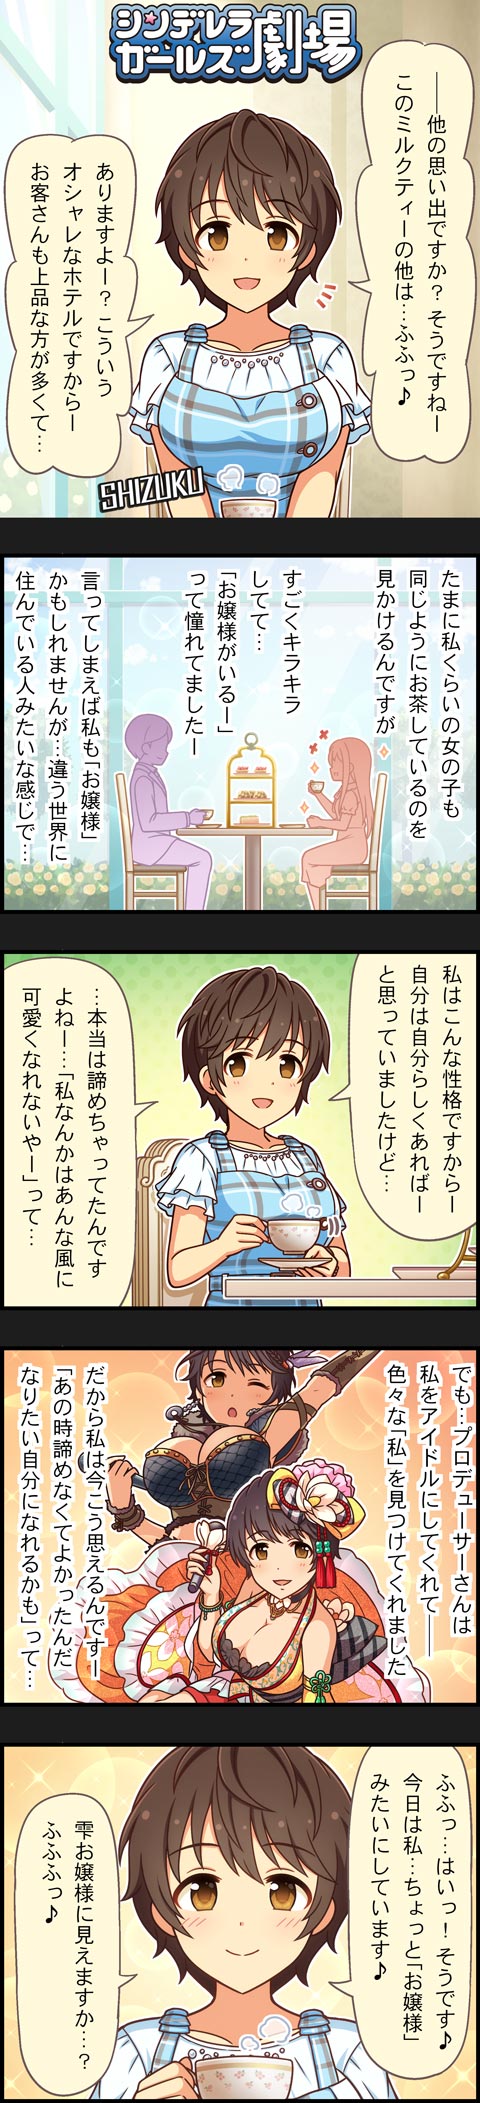 シンデレラ
ガールズ劇場
――他の思い出ですか？そうですねー
このミルクティーの他は…ふふっ♪
ありますよー？こういう
オシャレなホテルですからー
お客さんも上品な方が多くて…
SHIZUKU
たまに私くらいの女の子も
同じようにお茶しているのを
見かけるんですが
すごくキラキラ
してて…
「お嬢様がいるー」
って憧れてましたー
言ってしまえば私も「お嬢様」
かもしれませんが…違う世界に
住んでいる人みたいな感じで…
私はこんな性格ですからー
自分は自分らしくあればー
と思っていましたけど…
…本当は諦めちゃってたんです
よねー…「私なんかはあんな風に
可愛くなれないやー」って…
でも…プロデューサーさんは
私をアイドルにしてくれて――
色々な「私」を見つけてくれました
だから私は今こう思えるんですー
「あの時諦めなくてよかったんだ
なりたい自分になれるかも」って…
ふふっ…はいっ！そうです♪
今日は私…ちょっと「お嬢様」
みたいにしています♪
雫お嬢様に見えますか…？
ふふふっ♪